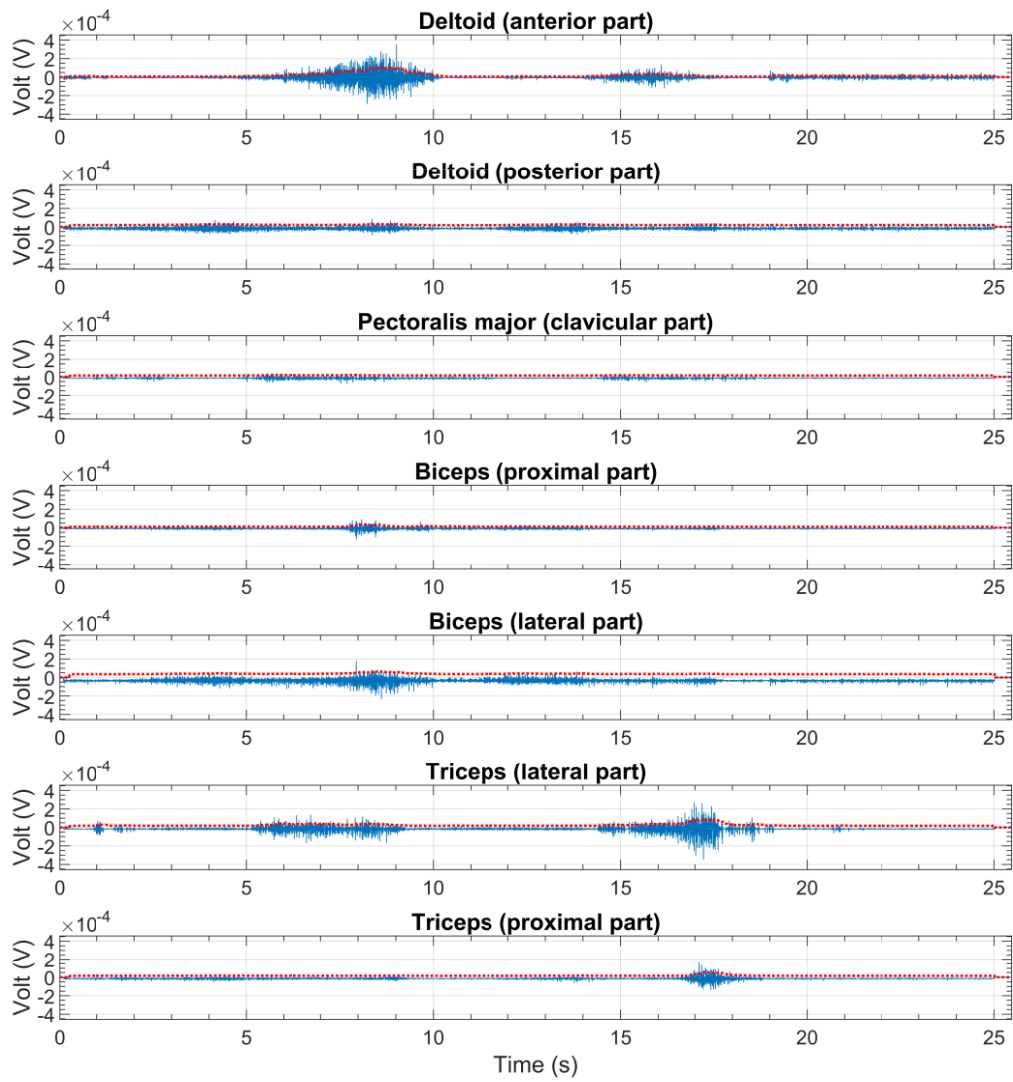 ×10⁻⁴ Deltoid (anterior part)
Volt (V)
4
2
0
-2
-4
0 5 10 15 20 25
×10⁻⁴ Deltoid (posterior part)
Volt (V)
4
2
0
-2
-4
0 5 10 15 20 25
×10⁻⁴ Pectoralis major (clavicular part)
Volt (V)
4
2
0
-2
-4
0 5 10 15 20 25
×10⁻⁴ Biceps (proximal part)
Volt (V)
4
2
0
-2
-4
0 5 10 15 20 25
×10⁻⁴ Biceps (lateral part)
Volt (V)
4
2
0
-2
-4
0 5 10 15 20 25
×10⁻⁴ Triceps (lateral part)
Volt (V)
4
2
0
-2
-4
0 5 10 15 20 25
×10⁻⁴ Triceps (proximal part)
Volt (V)
4
2
0
-2
-4
0 5 10 15 20 25
Time (s)